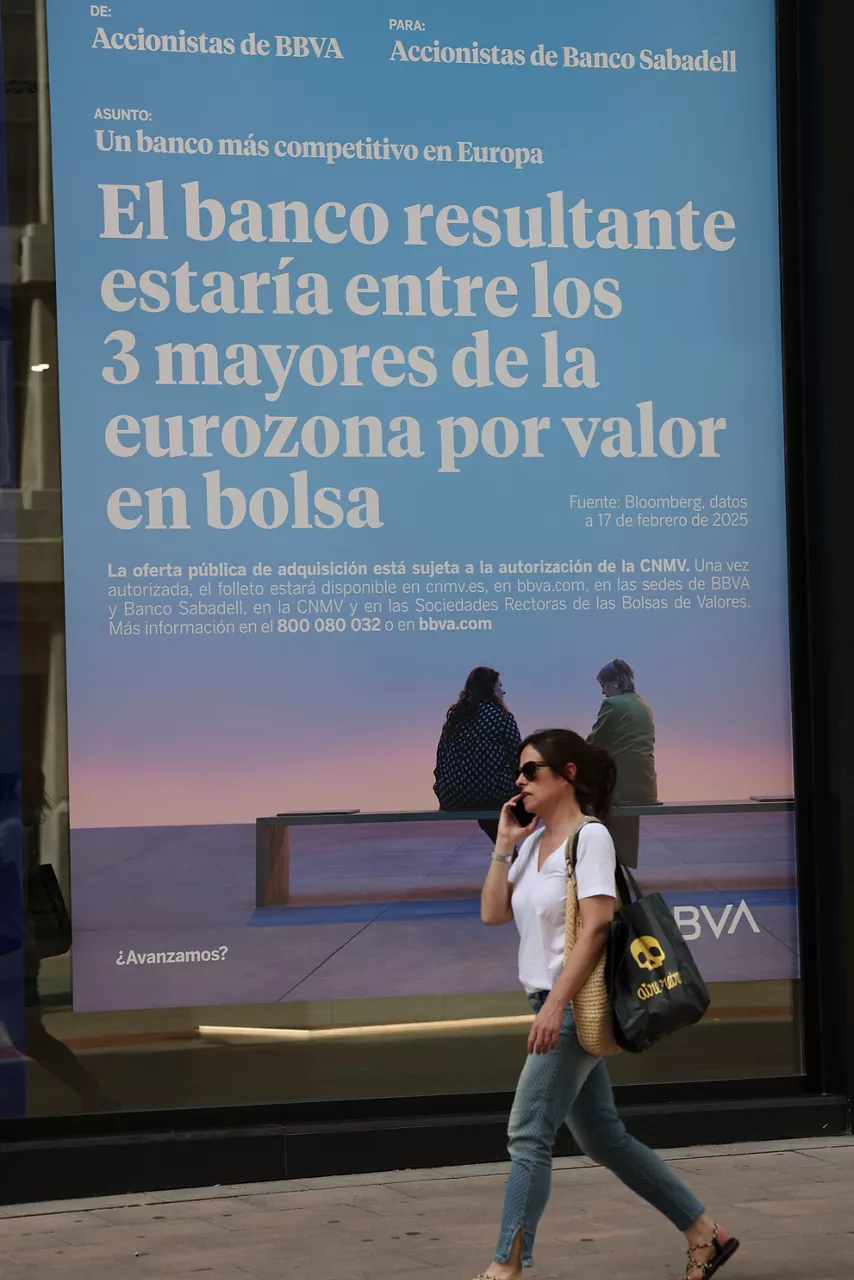 DE:
Accionistas de BBVA
PARA:
Accionistas de Banco Sabadell
ASUNTO:
Un banco más competitivo en Europa
El banco resultante
estaría entre los
3 mayores de la
eurozona por valor
en bolsa
Fuente: Bloomberg, datos
a 17 de febrero de 2025
La oferta pública de adquisición está sujeta a la autorización de la CNMV. Una vez
autorizada, el folleto estará disponible en cnmv.es, en bbva.com, en las sedes de BBVA
y Banco Sabadell, en la CNMV y en las Sociedades Rectoras de las Bolsas de Valores.
Más información en el 800 080 032 o en bbva.com
¿Avanzamos?
BVA